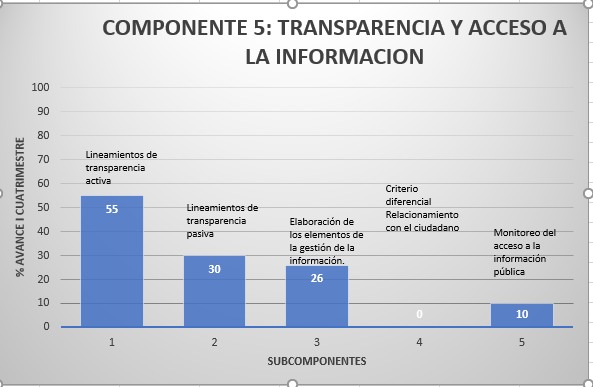 COMPONENTE 5: TRANSPARENCIA Y ACCESO A
LA INFORMACION
% AVANCE I CUATRIMESTRE
100
90
80
70
60
50
40
30
20
10
0
Lineamientos de
transparencia
activa
55
Lineamientos de
transparencia
pasiva
30
Elaboración de
los elementos de
la gestión de la
información.
26
Criterio
diferencial
Relacionamiento
con el ciudadano
0
Monitoreo del
acceso a la
información
pública
10
1
2
3
4
5
SUBCOMPONENTES